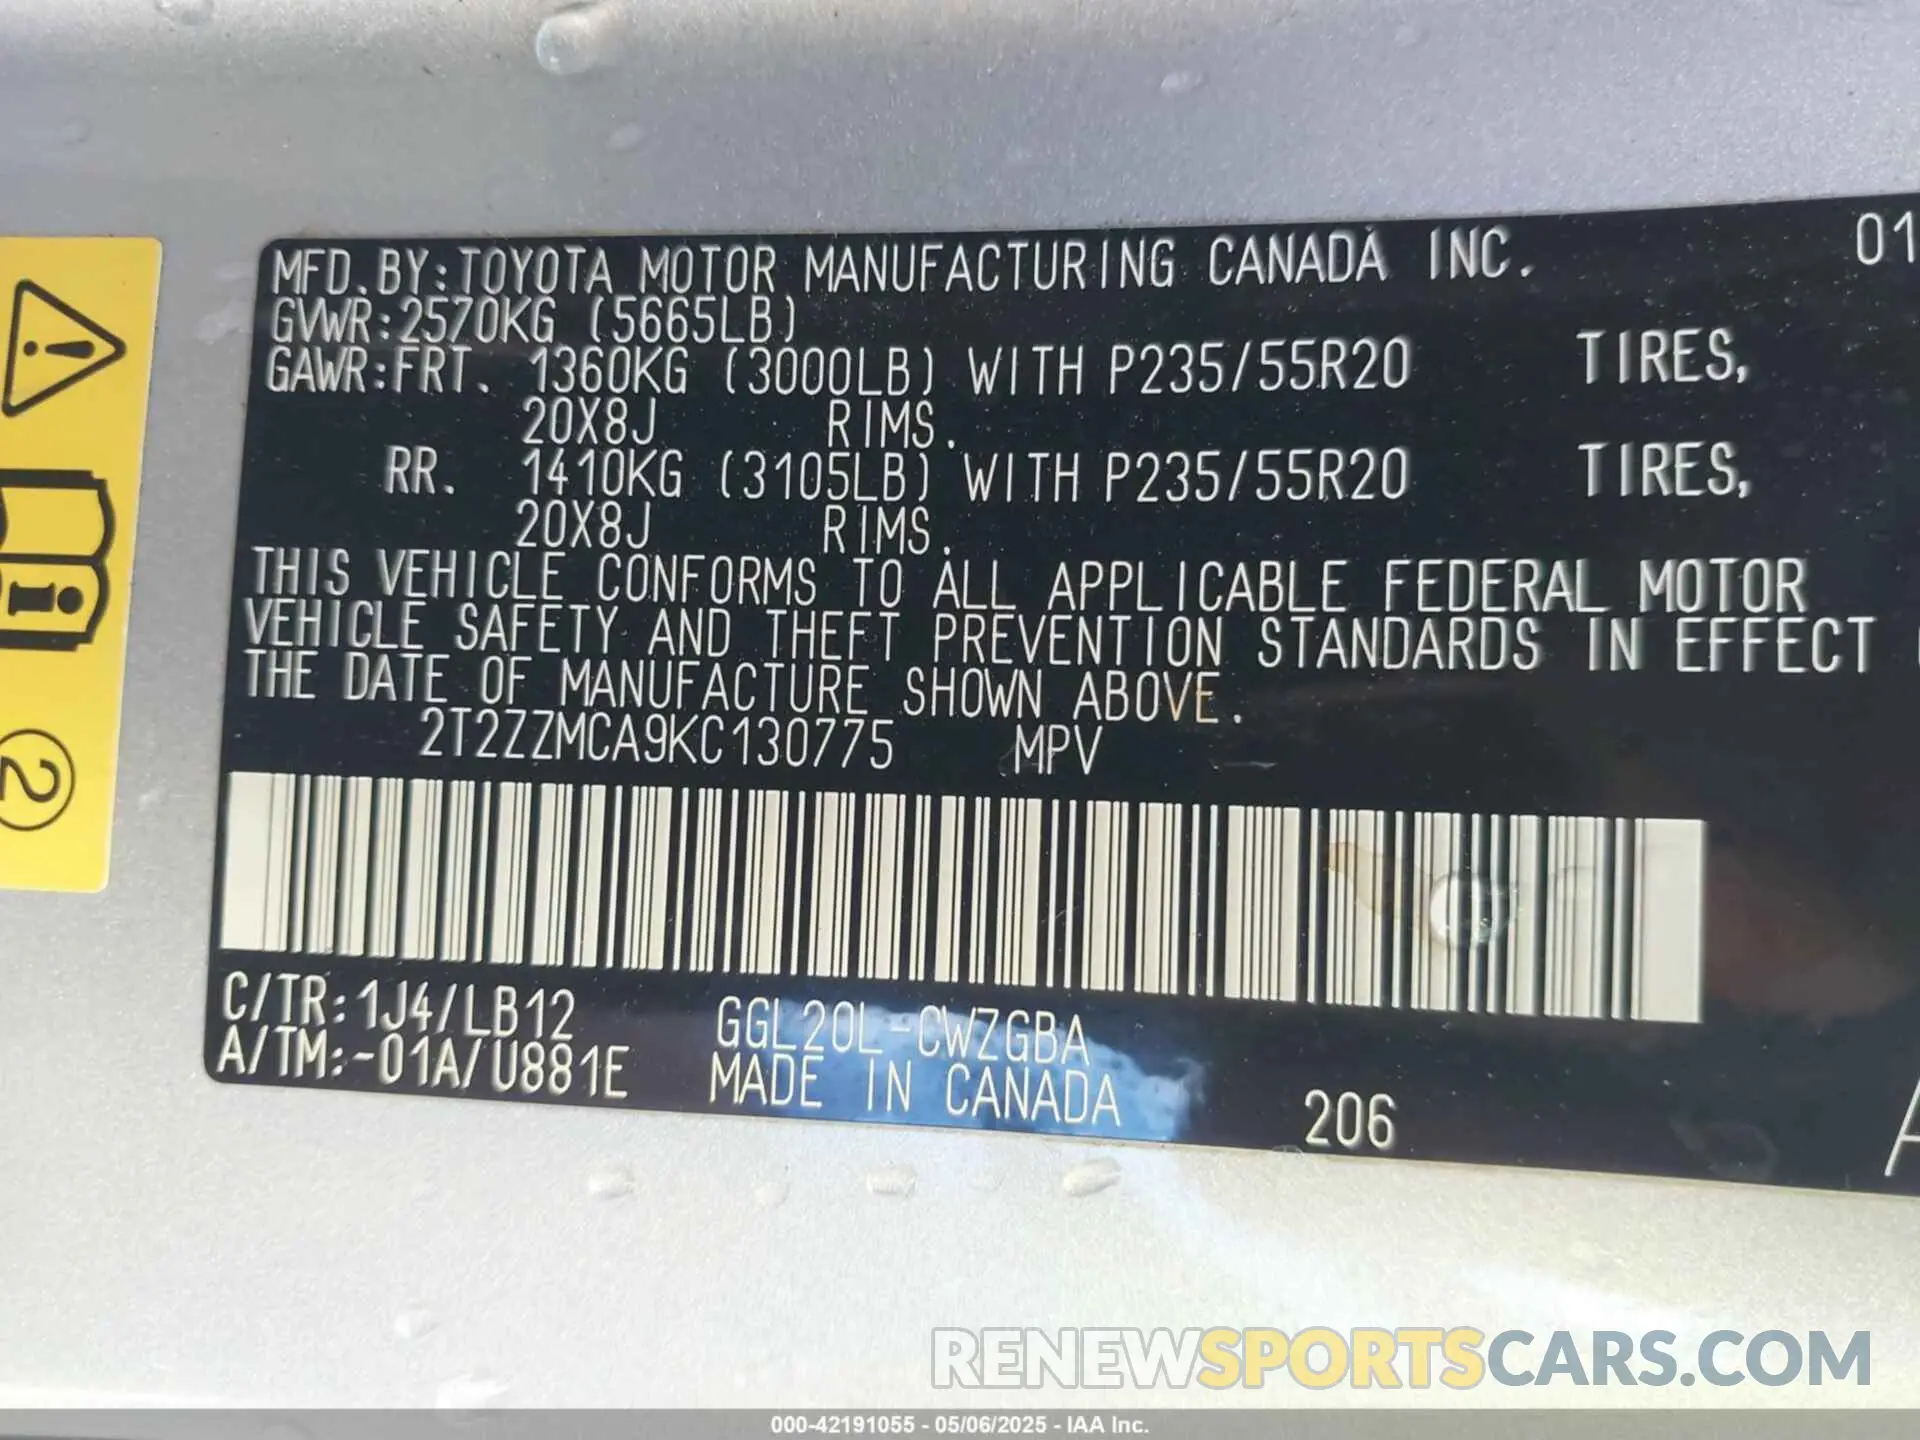 MFD.BY:TOYOTA MOTOR MANUFACTURING CANADA INC. 01
GVWR:2570KG (5665LB)
GAWR:FRT. 1360KG (3000LB) WITH P235/55R20 TIRES,
20X8J RIMS.
RR. 1410KG (3105LB) WITH P235/55R20 TIRES,
20X8J RIMS.
THIS VEHICLE CONFORMS TO ALL APPLICABLE FEDERAL MOTOR
VEHICLE SAFETY AND THEFT PREVENTION STANDARDS IN EFFECT
THE DATE OF MANUFACTURE SHOWN ABOVE.
2T2ZZMCA9KC130775 MPV
C/TR:1J4/LB12 GGL20L-CWZGBA
A/TM:-01A/U881E MADE IN CANADA 206
2
RENEWSPORTSCARS.COM
000-42191055 - 05/06/2025 - IAA Inc.